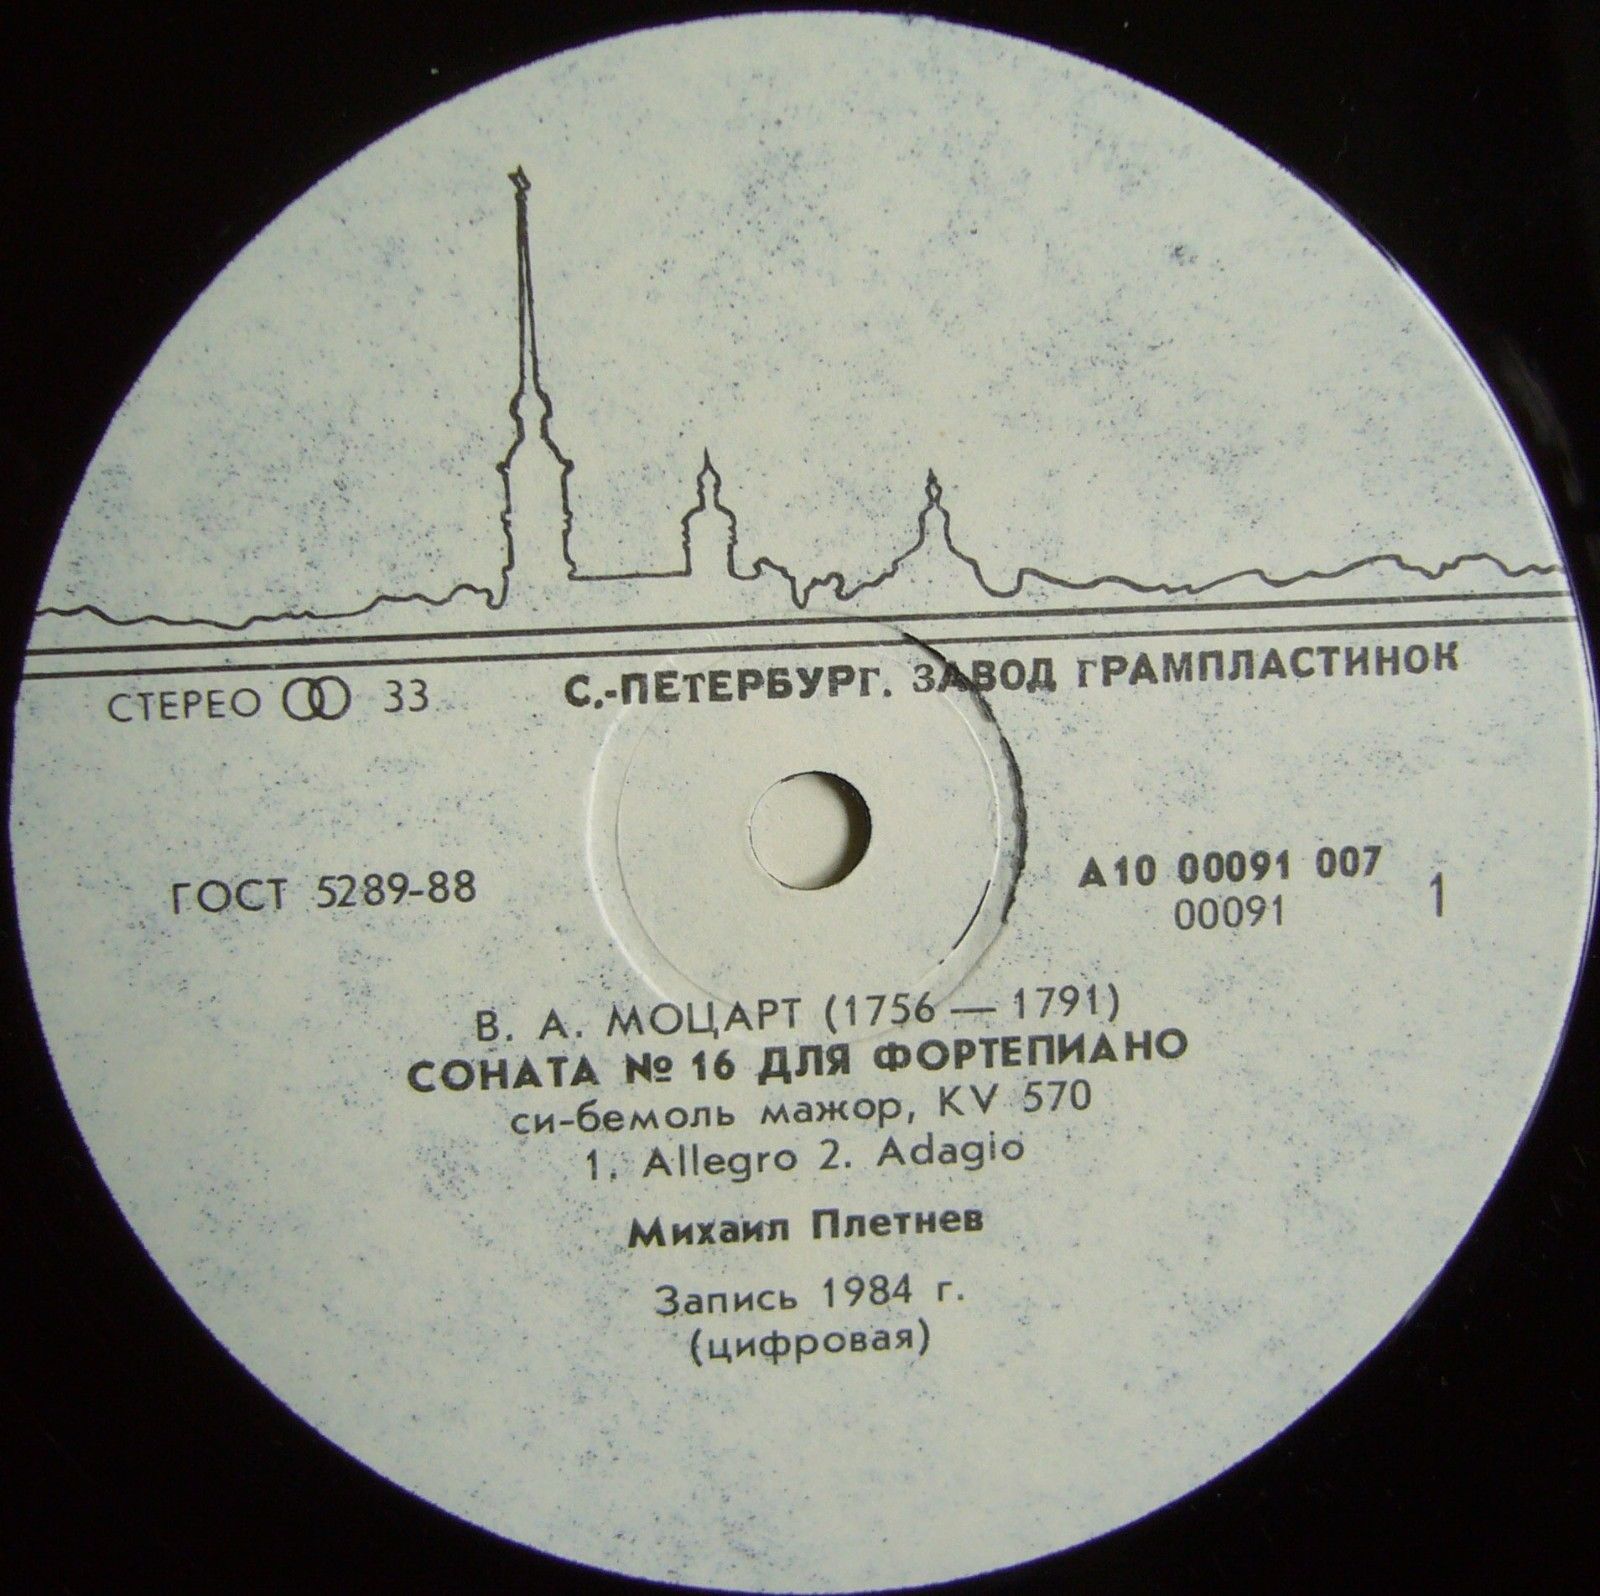 СТЕРЕО 33 С.-ПЕТЕРБУРГ. ЗАВОД ГРАМПЛАСТИНОК
ГОСТ 5289-88
А10 00091 007
00091
1
В. А. МОЦАРТ (1756 — 1791)
СОНАТА № 16 ДЛЯ ФОРТЕПИАНО
си-бемоль мажор, KV 570
1. Allegro 2. Adagio
Михаил Плетнев
Запись 1984 г.
(цифровая)